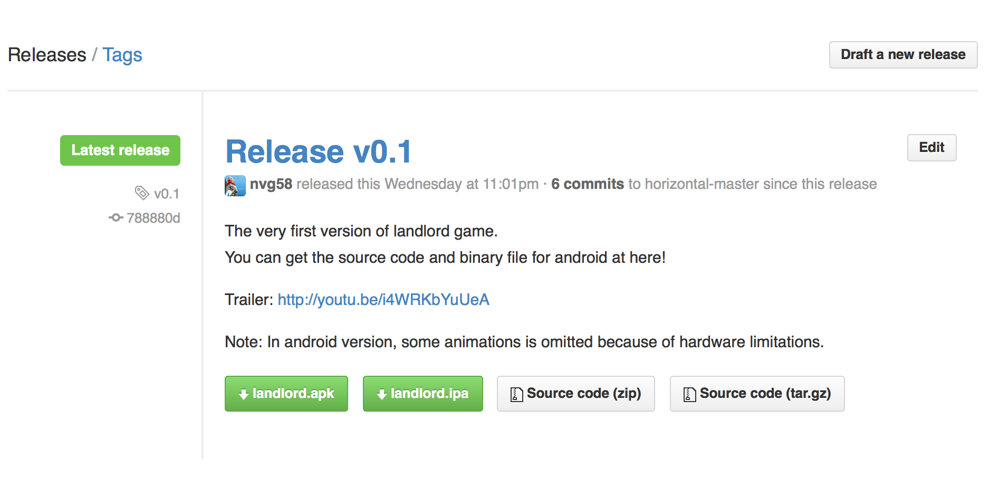 Releases / Tags
Draft a new release
Latest release
v0.1
788880d
Release v0.1
Edit
nvg58 released this Wednesday at 11:01pm · 6 commits to horizontal-master since this release
The very first version of landlord game.
You can get the source code and binary file for android at here!
Trailer: http://youtu.be/i4WRKbYuUeA
Note: In android version, some animations is omitted because of hardware limitations.
landlord.apk landlord.ipa Source code (zip) Source code (tar.gz)